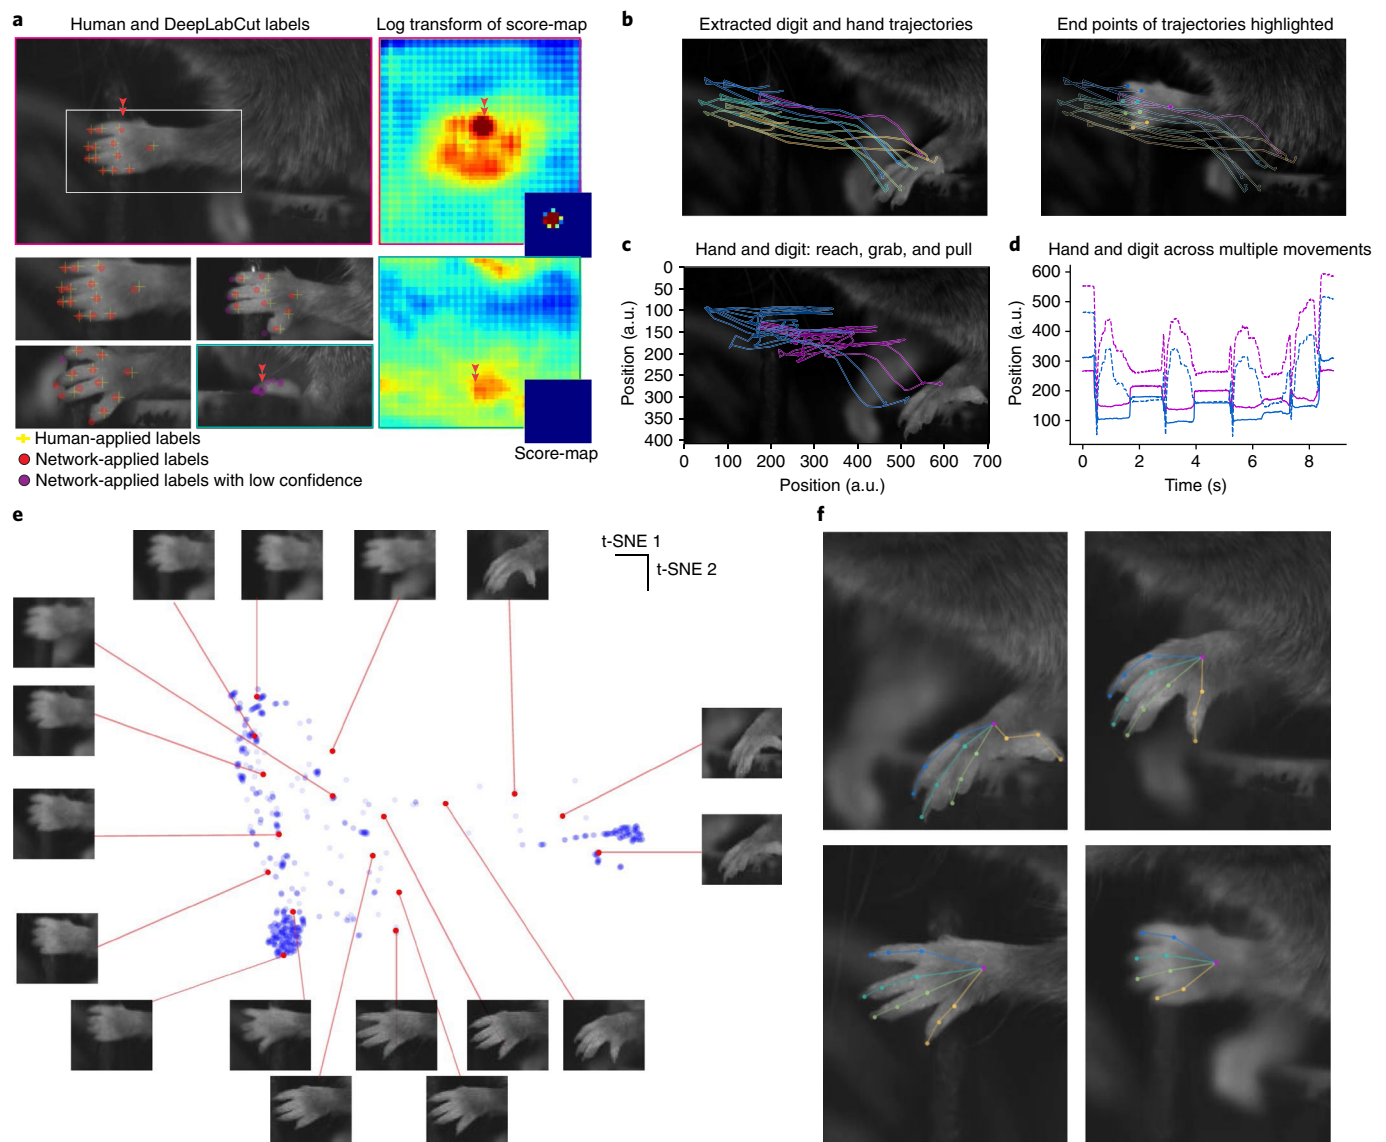 a
Human and DeepLabCut labels
Log transform of score-map
Human-applied labels
Network-applied labels
Network-applied labels with low confidence
Score-map
b
Extracted digit and hand trajectories
End points of trajectories highlighted
c
Hand and digit: reach, grab, and pull
Position (a.u.)
0
50
100
150
200
250
300
350
400
0 100 200 300 400 500 600 700
Position (a.u.)
d
Hand and digit across multiple movements
Position (a.u.)
600
500
400
300
200
100
0 2 4 6 8
Time (s)
e
t-SNE 1
t-SNE 2
f